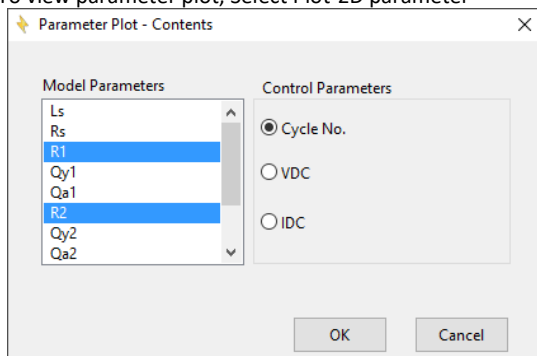 To view parameter plot, Select Plot-2D parameter
Parameter Plot - Contents
Model Parameters
Ls
Rs
R1
Qy1
Qa1
R2
Qy2
Qa2
Control Parameters
Cycle No.
VDC
IDC
OK
Cancel